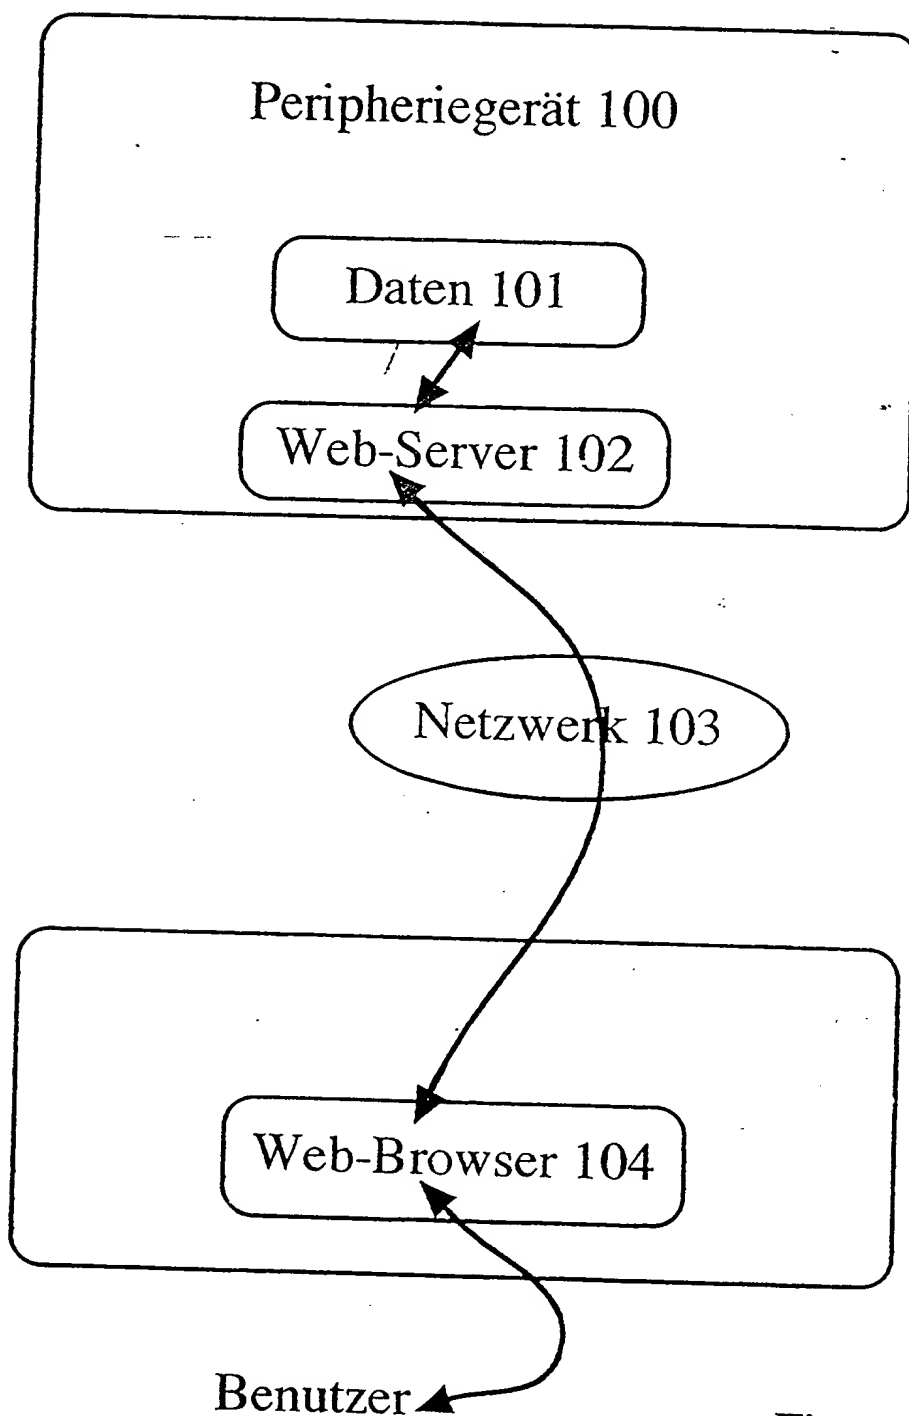 Peripheriegerät 100
Daten 101
Web-Server 102
Netzwerk 103
Web-Browser 104
Benutzer